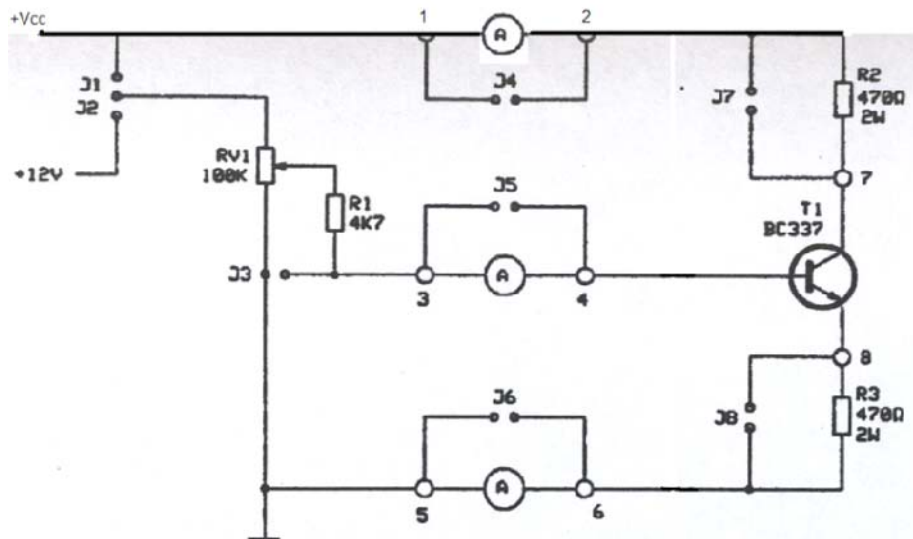 +Vcc
1
2
A
J1
J2
+12V
J4
J7
R2
470Ω
2W
RV1
100K
R1
4K7
J5
7
T1
BC337
J3
3
A
4
8
J6
J8
R3
470Ω
2W
5
A
6